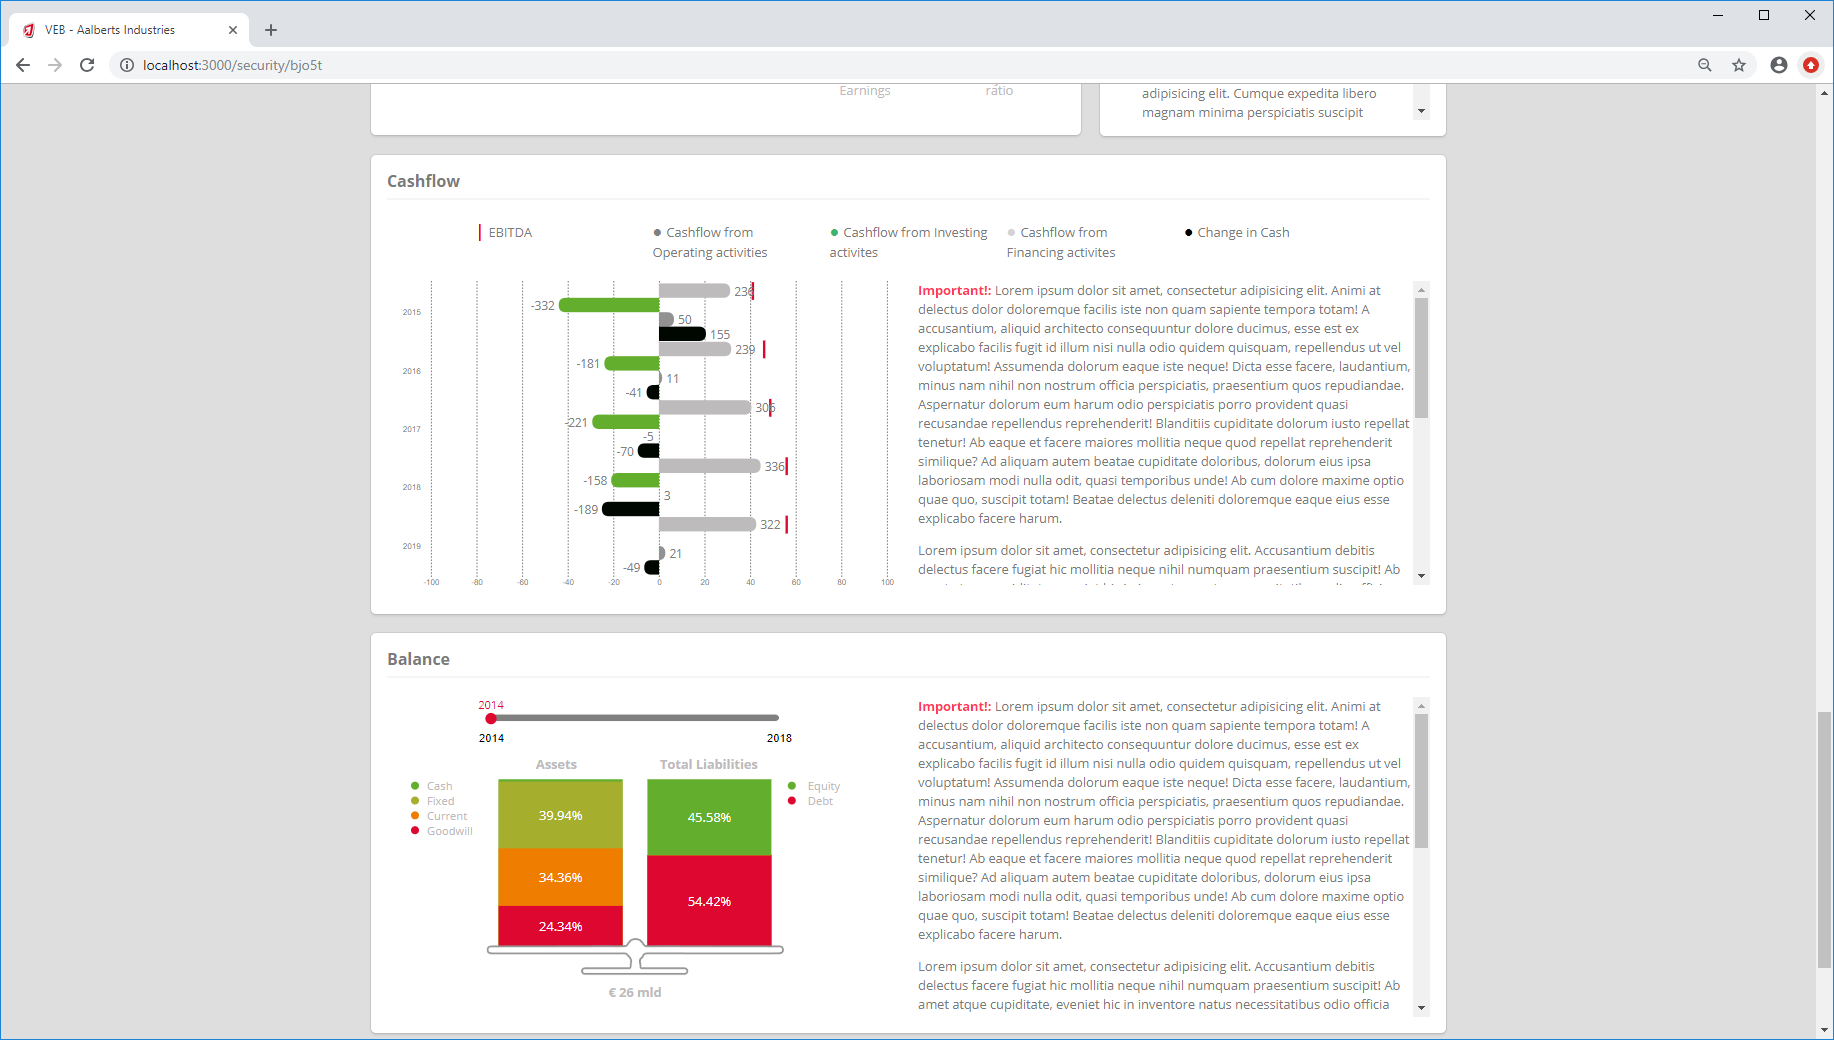 VEB - Aalberts Industries
localhost:3000/security/bjo5t
Earnings
ratio
adipisicing elit. Cumque expedita libero
magnam minima perspiciatis suscipit
Cashflow
EBITDA
Cashflow from
Operating activities
Cashflow from Investing
activites
Cashflow from
Financing activites
Change in Cash
236
-332
2015
50
155
239
-181
2016
11
-41
306
-221
2017
-5
-70
336
-158
2018
3
-189
322
2019
21
-49
-100 -80 -60 -40 -20 0 20 40 60 80 100
Important!: Lorem ipsum dolor sit amet, consectetur adipisicing elit. Animi at
delectus dolor doloremque facilis iste non quam sapiente tempora totam! A
accusantium, aliquid architecto consequuntur dolore ducimus, esse est ex
explicabo facilis fugit id illum nisi nulla odio quidem quisquam, repellendus ut vel
voluptatum! Assumenda dolorum eaque iste neque! Dicta esse facere, laudantium,
minus nam nihil non nostrum officia perspiciatis, praesentium quos repudiandae.
Aspernatur dolorum eum harum odio perspiciatis porro provident quasi
recusandae repellendus reprehenderit! Blanditiis cupiditate dolorum iusto repellat
tenetur! Ab eaque et facere maiores mollitia neque quod repellat reprehenderit
similique? Ad aliquam autem beatae cupiditate doloribus, dolorum eius ipsa
laboriosam modi nulla odit, quasi temporibus unde! Ab cum dolore maxime optio
quae quo, suscipit totam! Beatae delectus deleniti doloremque eaque eius esse
explicabo facere harum.
Lorem ipsum dolor sit amet, consectetur adipisicing elit. Accusantium debitis
delectus facere fugiat hic mollitia neque nihil numquam praesentium suscipit! Ab
Balance
2014
2014
2018
Assets
Total Liabilities
Cash
Fixed
Current
Goodwill
39.94%
34.36%
24.34%
45.58%
54.42%
Equity
Debt
€ 26 mld
Important!: Lorem ipsum dolor sit amet, consectetur adipisicing elit. Animi at
delectus dolor doloremque facilis iste non quam sapiente tempora totam! A
accusantium, aliquid architecto consequuntur dolore ducimus, esse est ex
explicabo facilis fugit id illum nisi nulla odio quidem quisquam, repellendus ut vel
voluptatum! Assumenda dolorum eaque iste neque! Dicta esse facere, laudantium,
minus nam nihil non nostrum officia perspiciatis, praesentium quos repudiandae.
Aspernatur dolorum eum harum odio perspiciatis porro provident quasi
recusandae repellendus reprehenderit! Blanditiis cupiditate dolorum iusto repellat
tenetur! Ab eaque et facere maiores mollitia neque quod repellat reprehenderit
similique? Ad aliquam autem beatae cupiditate doloribus, dolorum eius ipsa
laboriosam modi nulla odit, quasi temporibus unde! Ab cum dolore maxime optio
quae quo, suscipit totam! Beatae delectus deleniti doloremque eaque eius esse
explicabo facere harum.
Lorem ipsum dolor sit amet, consectetur adipisicing elit. Accusantium debitis
delectus facere fugiat hic mollitia neque nihil numquam praesentium suscipit! Ab
amet atque cupiditate, eveniet hic in inventore natus necessitatibus odio officia